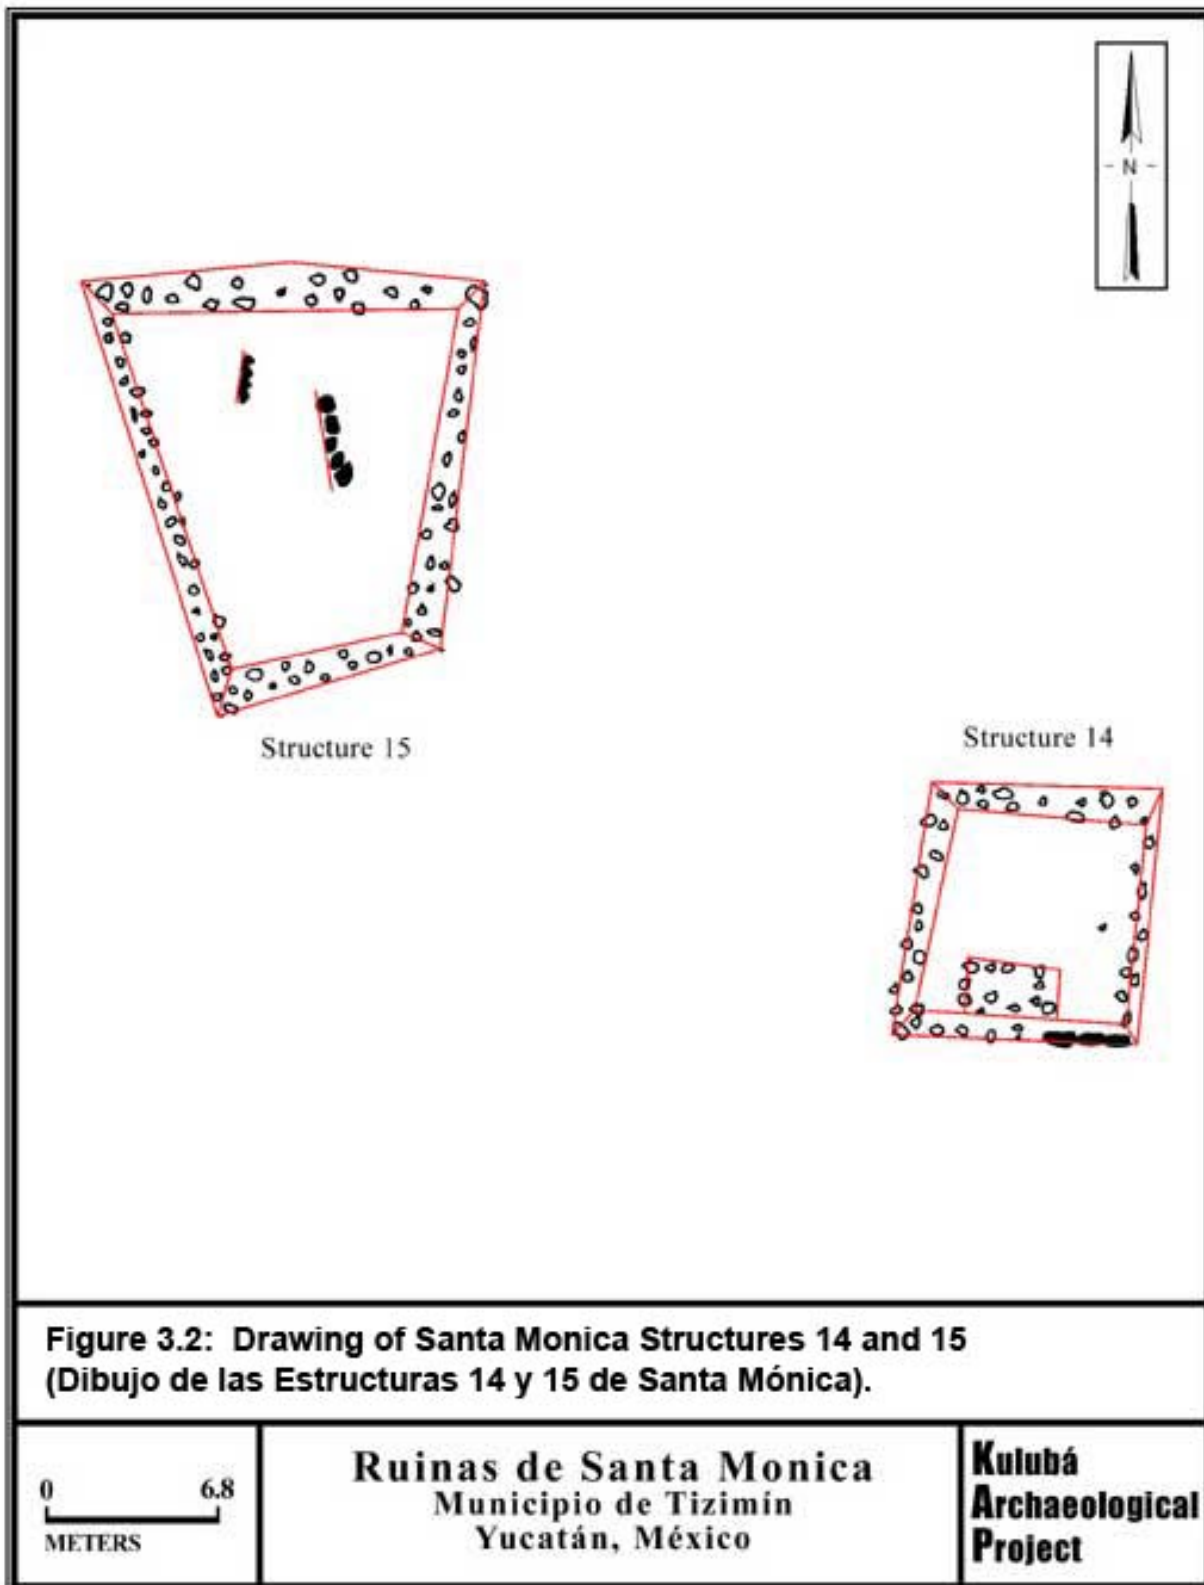 N
Structure 15
Structure 14
Figure 3.2: Drawing of Santa Monica Structures 14 and 15
(Dibujo de las Estructuras 14 y 15 de Santa Mónica).
0 6.8
METERS
Ruinas de Santa Monica
Municipio de Tizimín
Yucatán, México
Kulubá
Archaeological
Project